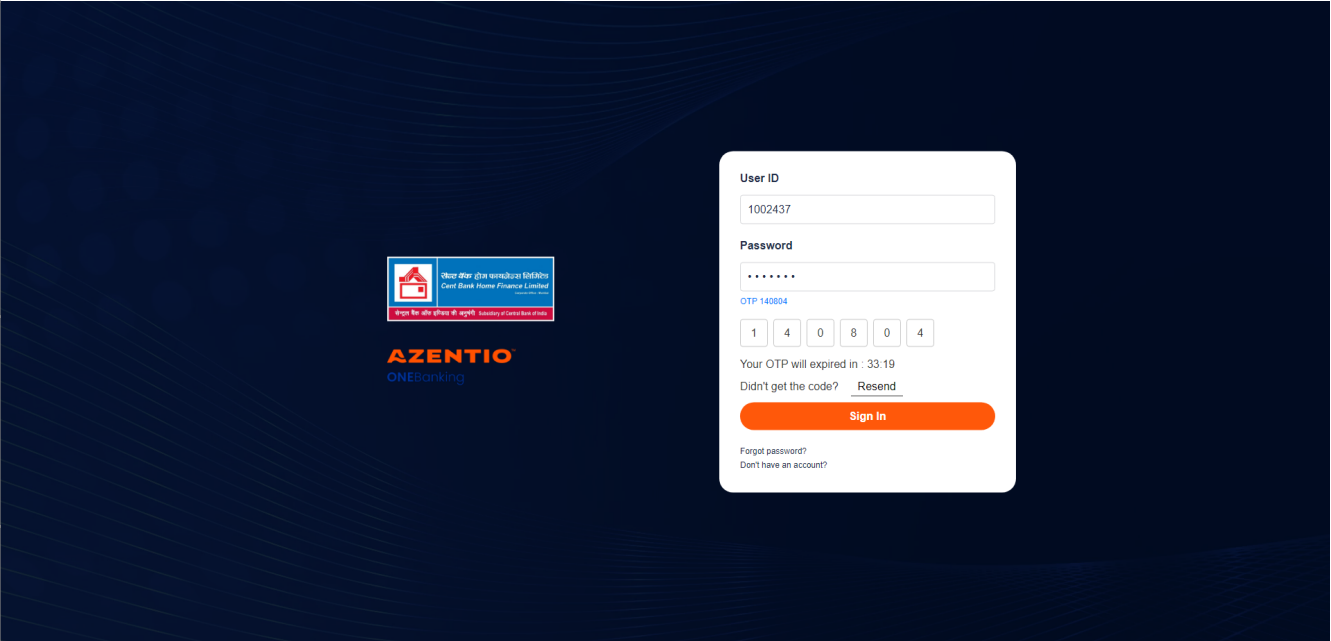 सेन्ट बैंक होम फायनेन्स लिमिटेड
Cent Bank Home Finance Limited
सेन्ट्रल बैंक ऑफ इण्डिया की अनुषंगी Subsidiary of Central Bank of India
AZENTIO
ONEBanking
User ID
1002437
Password
•••••••
OTP 140804
1 4 0 8 0 4
Your OTP will expired in : 33:19
Didn't get the code? Resend
Sign In
Forgot password?
Don't have an account?